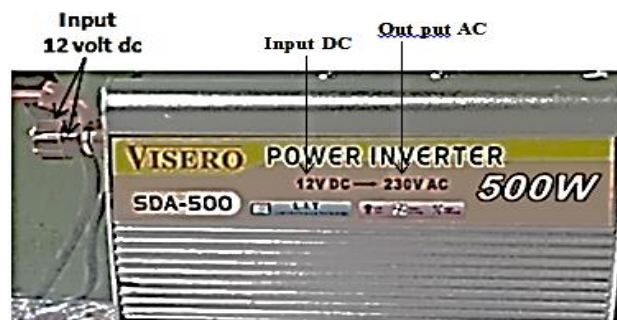 Input
12 volt dc
Input DC
Out put AC
VISERO POWER INVERTER
12V DC 230V AC
500W
SDA-500